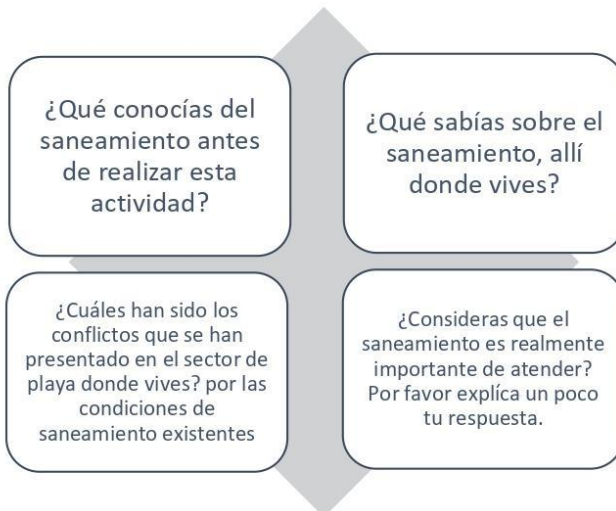 ¿Qué conocías del
saneamiento antes
de realizar esta
actividad?
¿Qué sabías sobre el
saneamiento, allí
donde vives?
¿Cuáles han sido los
conflictos que se han
presentado en el sector de
playa donde vives? por las
condiciones de
saneamiento existentes
¿Consideras que el
saneamiento es realmente
importante de atender?
Por favor explíca un poco
tu respuesta.